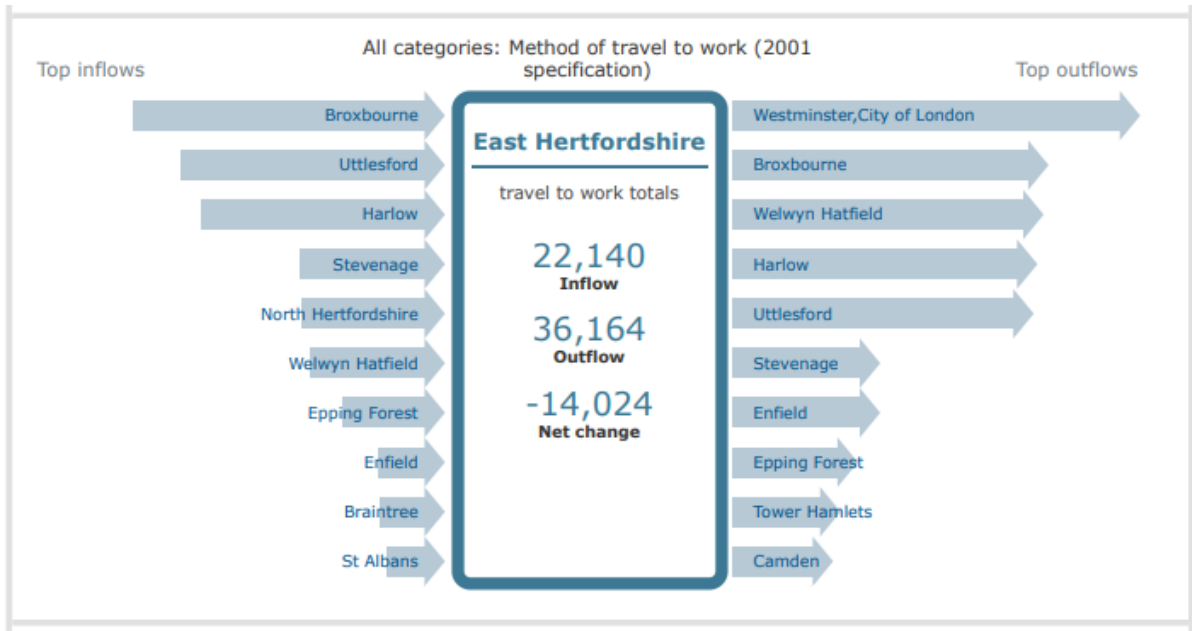 All categories: Method of travel to work (2001
specification)
Top inflows
Top outflows
Broxbourne
Uttlesford
Harlow
Stevenage
North Hertfordshire
Welwyn Hatfield
Epping Forest
Enfield
Braintree
St Albans
East Hertfordshire
travel to work totals
22,140
Inflow
36,164
Outflow
-14,024
Net change
Westminster,City of London
Broxbourne
Welwyn Hatfield
Harlow
Uttlesford
Stevenage
Enfield
Epping Forest
Tower Hamlets
Camden